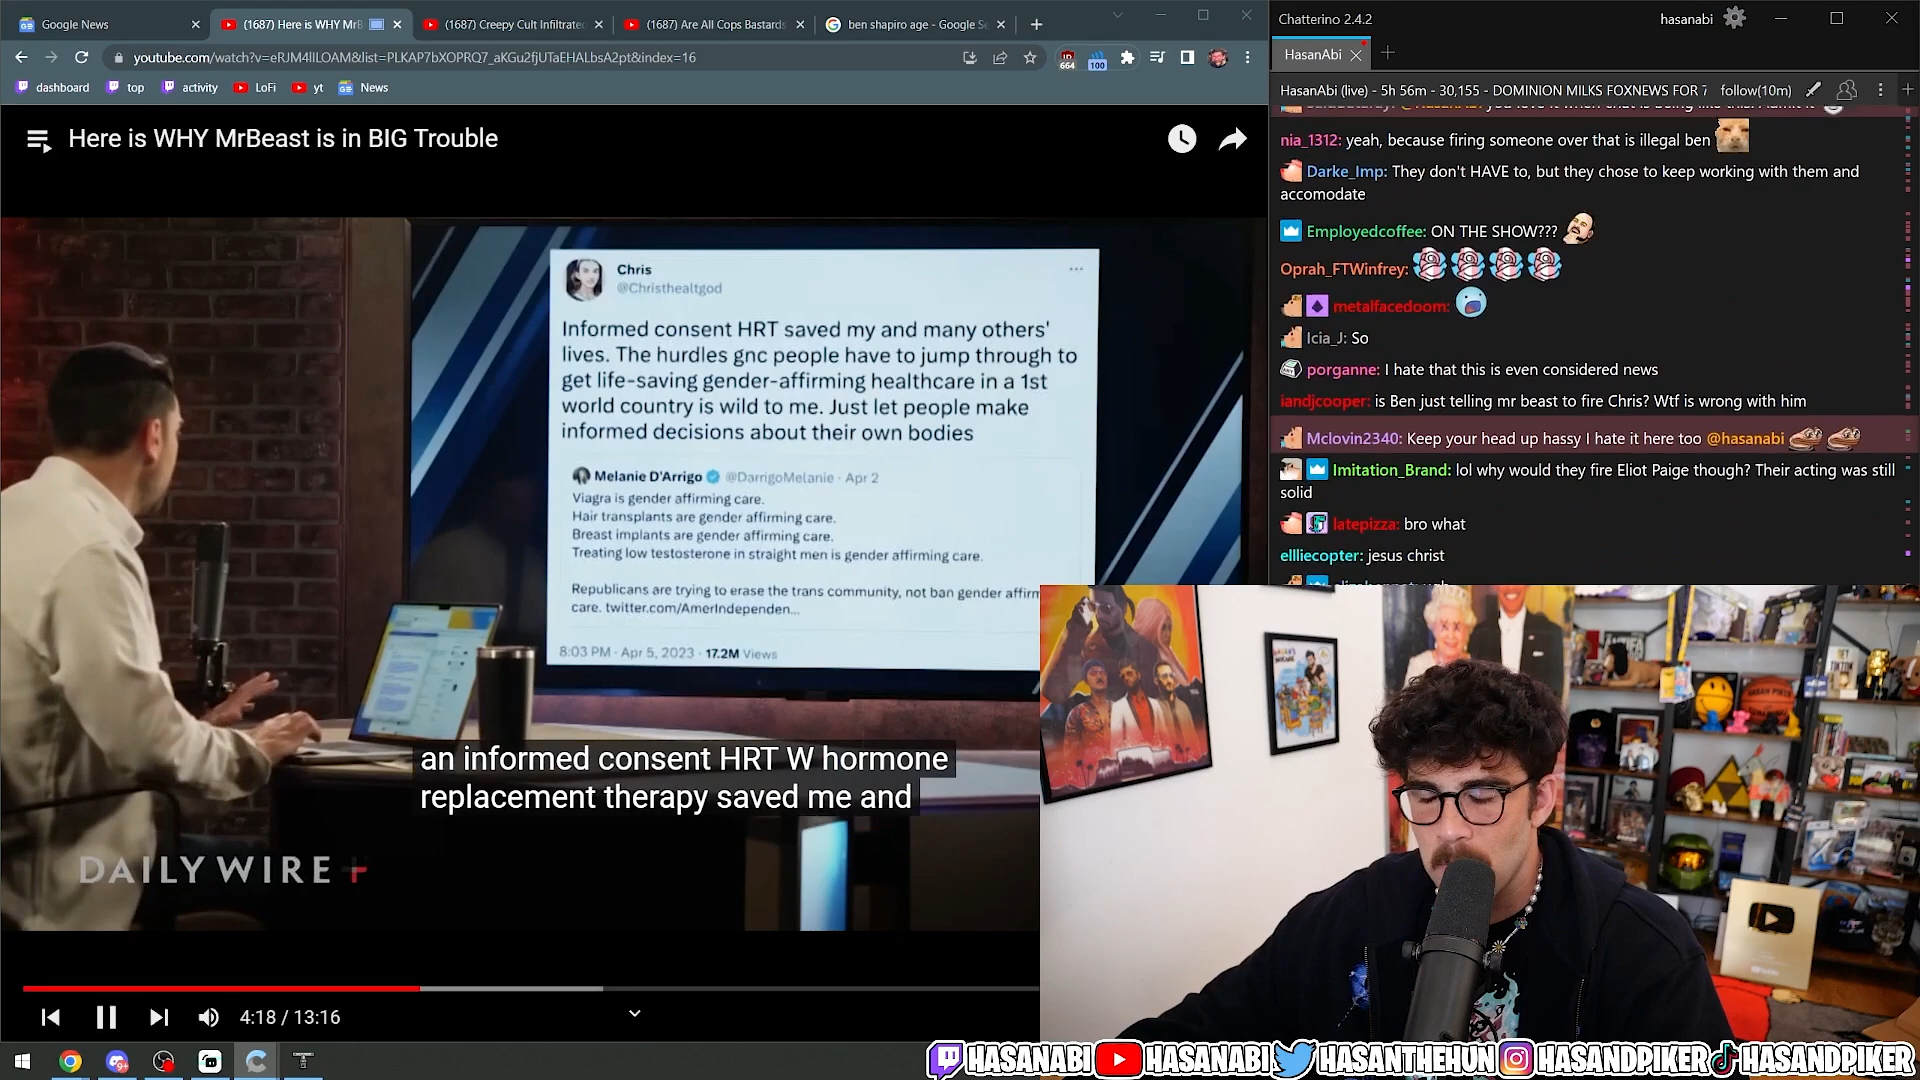 Google News
(1687) Here is WHY MrB
(1687) Creepy Cult Infiltrate
(1687) Are All Cops Bastards
ben shapiro age - Google Se
youtube.com/watch?v=eRJM4lILOAM&list=PLKAP7bXOPRQ7_aKGu2fjUTaEHALbsA2pt&index=16
664
100
dashboard
top
activity
LoFi
yt
News
Here is WHY MrBeast is in BIG Trouble
Chris
@Christhealtgod
Informed consent HRT saved my and many others'
lives. The hurdles gnc people have to jump through to
get life-saving gender-affirming healthcare in a 1st
world country is wild to me. Just let people make
informed decisions about their own bodies
Melanie D'Arrigo @DarrigoMelanie · Apr 2
Viagra is gender affirming care.
Hair transplants are gender affirming care.
Breast implants are gender affirming care.
Treating low testosterone in straight men is gender affirming care.
Republicans are trying to erase the trans community, not ban gender affirm
care. twitter.com/AmerIndependen...
8:03 PM · Apr 5, 2023 · 17.2M Views
an informed consent HRT W hormone
replacement therapy saved me and
DAILY WIRE +
4:18 / 13:16
Chatterino 2.4.2
hasanabi
HasanAbi
HasanAbi (live) - 5h 56m - 30,155 - DOMINION MILKS FOXNEWS FOR 7
follow(10m)
nia_1312: yeah, because firing someone over that is illegal ben
Darke_Imp: They don't HAVE to, but they chose to keep working with them and
accomodate
Employedcoffee: ON THE SHOW???
Oprah_FTWinfrey:
metalfacedoom:
Icia_J: So
porganne: I hate that this is even considered news
iandjcooper: is Ben just telling mr beast to fire Chris? Wtf is wrong with him
Mclovin2340: Keep your head up hassy I hate it here too @hasanabi
Imitation_Brand: lol why would they fire Eliot Paige though? Their acting was still
solid
latepizza: bro what
ellliecopter: jesus christ
HASANABI
HASANABI
HASANTHEHUN
HASANDPIKER
HASANDPIKER